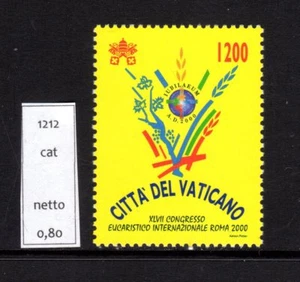 1212
cat
netto
0,80
1200
IUBILAEUM
A.D. 2000
CITTA' DEL VATICANO
XLVII CONGRESSO
EUCARISTICO INTERNAZIONALE ROMA 2000